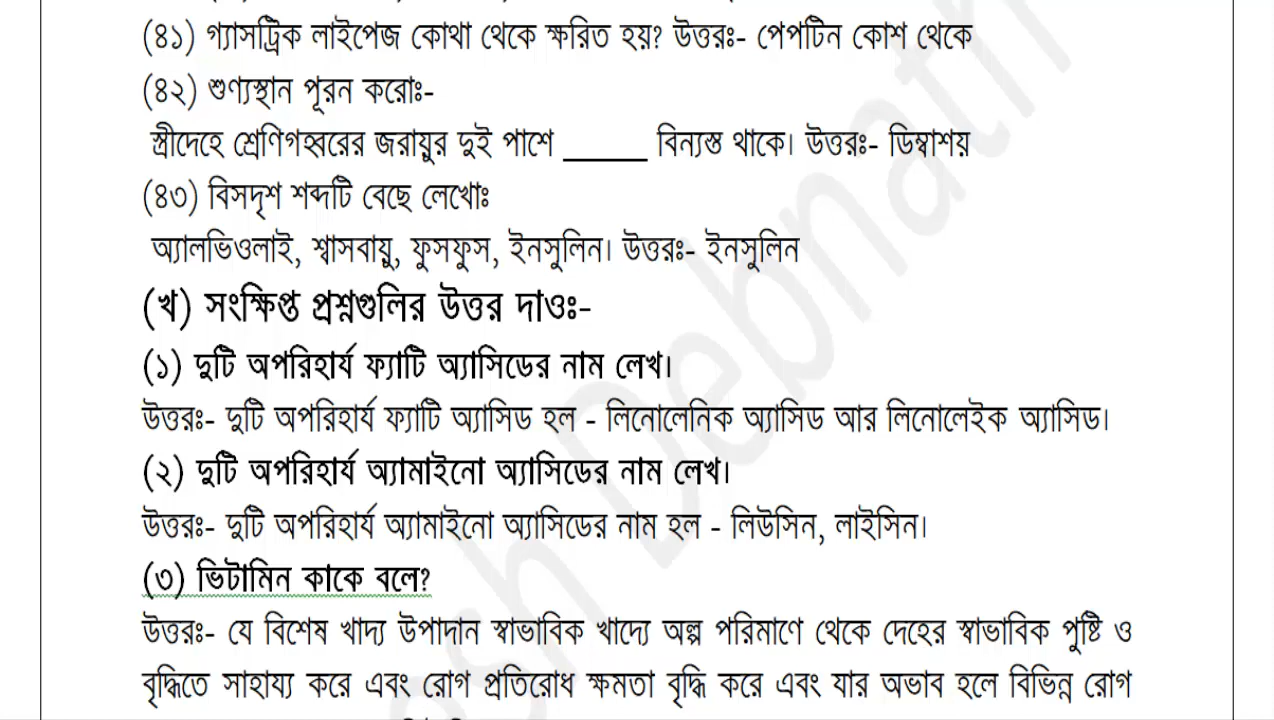 (৪১) গ্যাসট্রিক লাইপেজ কোথা থেকে ক্ষরিত হয়? উত্তরঃ- পেপটিন কোশ থেকে
(৪২) শুণ্যস্থান পূরন করোঃ-
স্ত্রীদেহে শ্রেণিগহ্বরের জরায়ুর দুই পাশে ______ বিন্যস্ত থাকে। উত্তরঃ- ডিম্বাশয়
(৪৩) বিসদৃশ শব্দটি বেছে লেখোঃ
অ্যালভিওলাই, শ্বাসবায়ু, ফুসফুস, ইনসুলিন। উত্তরঃ- ইনসুলিন
(খ) সংক্ষিপ্ত প্রশ্নগুলির উত্তর দাওঃ-
(১) দুটি অপরিহার্য ফ্যাটি অ্যাসিডের নাম লেখ।
উত্তরঃ- দুটি অপরিহার্য ফ্যাটি অ্যাসিড হল - লিনোলেনিক অ্যাসিড আর লিনোলেইক অ্যাসিড।
(২) দুটি অপরিহার্য অ্যামাইনো অ্যাসিডের নাম লেখ।
উত্তরঃ- দুটি অপরিহার্য অ্যামাইনো অ্যাসিডের নাম হল - লিউসিন, লাইসিন।
(৩) ভিটামিন কাকে বলে?
উত্তরঃ- যে বিশেষ খাদ্য উপাদান স্বাভাবিক খাদ্যে অল্প পরিমাণে থেকে দেহের স্বাভাবিক পুষ্টি ও
বৃদ্ধিতে সাহায্য করে এবং রোগ প্রতিরোধ ক্ষমতা বৃদ্ধি করে এবং যার অভাব হলে বিভিন্ন রোগ
Debnath